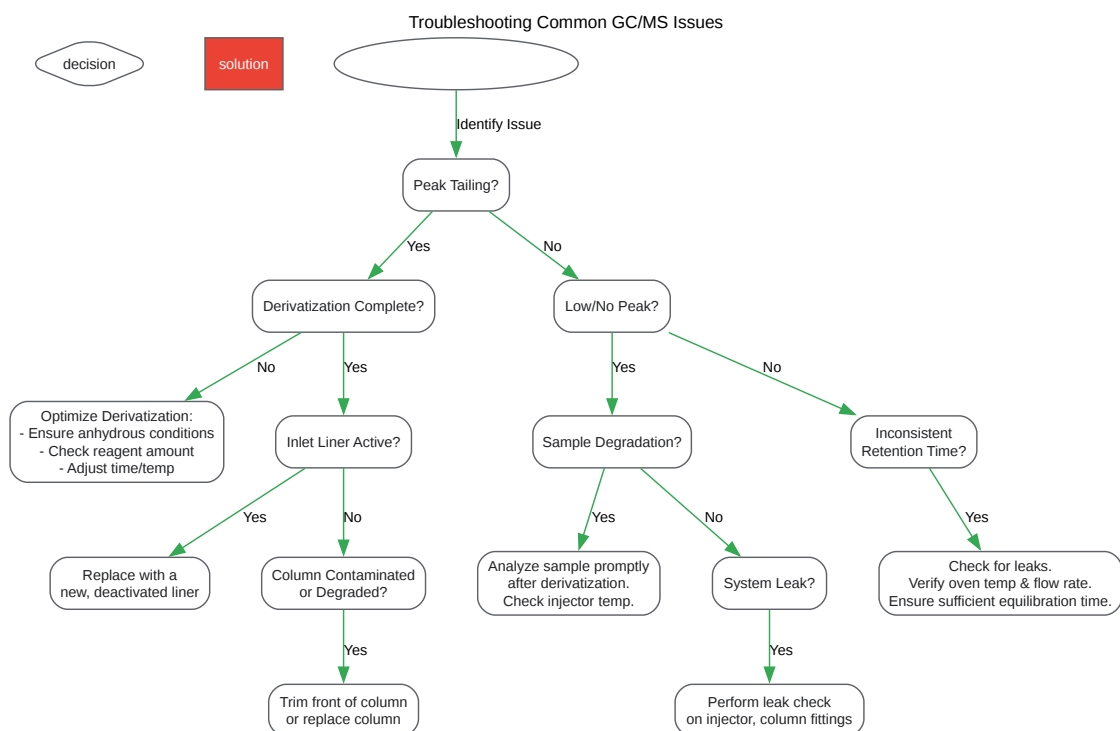 Troubleshooting Common GC/MS Issues
decision
solution
Identify Issue
Peak Tailing?
Yes
No
Derivatization Complete?
Low/No Peak?
No
Yes
Yes
No
Optimize Derivatization:
- Ensure anhydrous conditions
- Check reagent amount
- Adjust time/temp
Inlet Liner Active?
Sample Degradation?
Inconsistent
Retention Time?
Yes
No
Yes
No
Yes
Replace with a
new, deactivated liner
Column Contaminated
or Degraded?
Analyze sample promptly
after derivatization.
Check injector temp.
System Leak?
Check for leaks.
Verify oven temp & flow rate.
Ensure sufficient equilibration time.
Yes
Yes
Trim front of column
or replace column
Perform leak check
on injector, column fittings